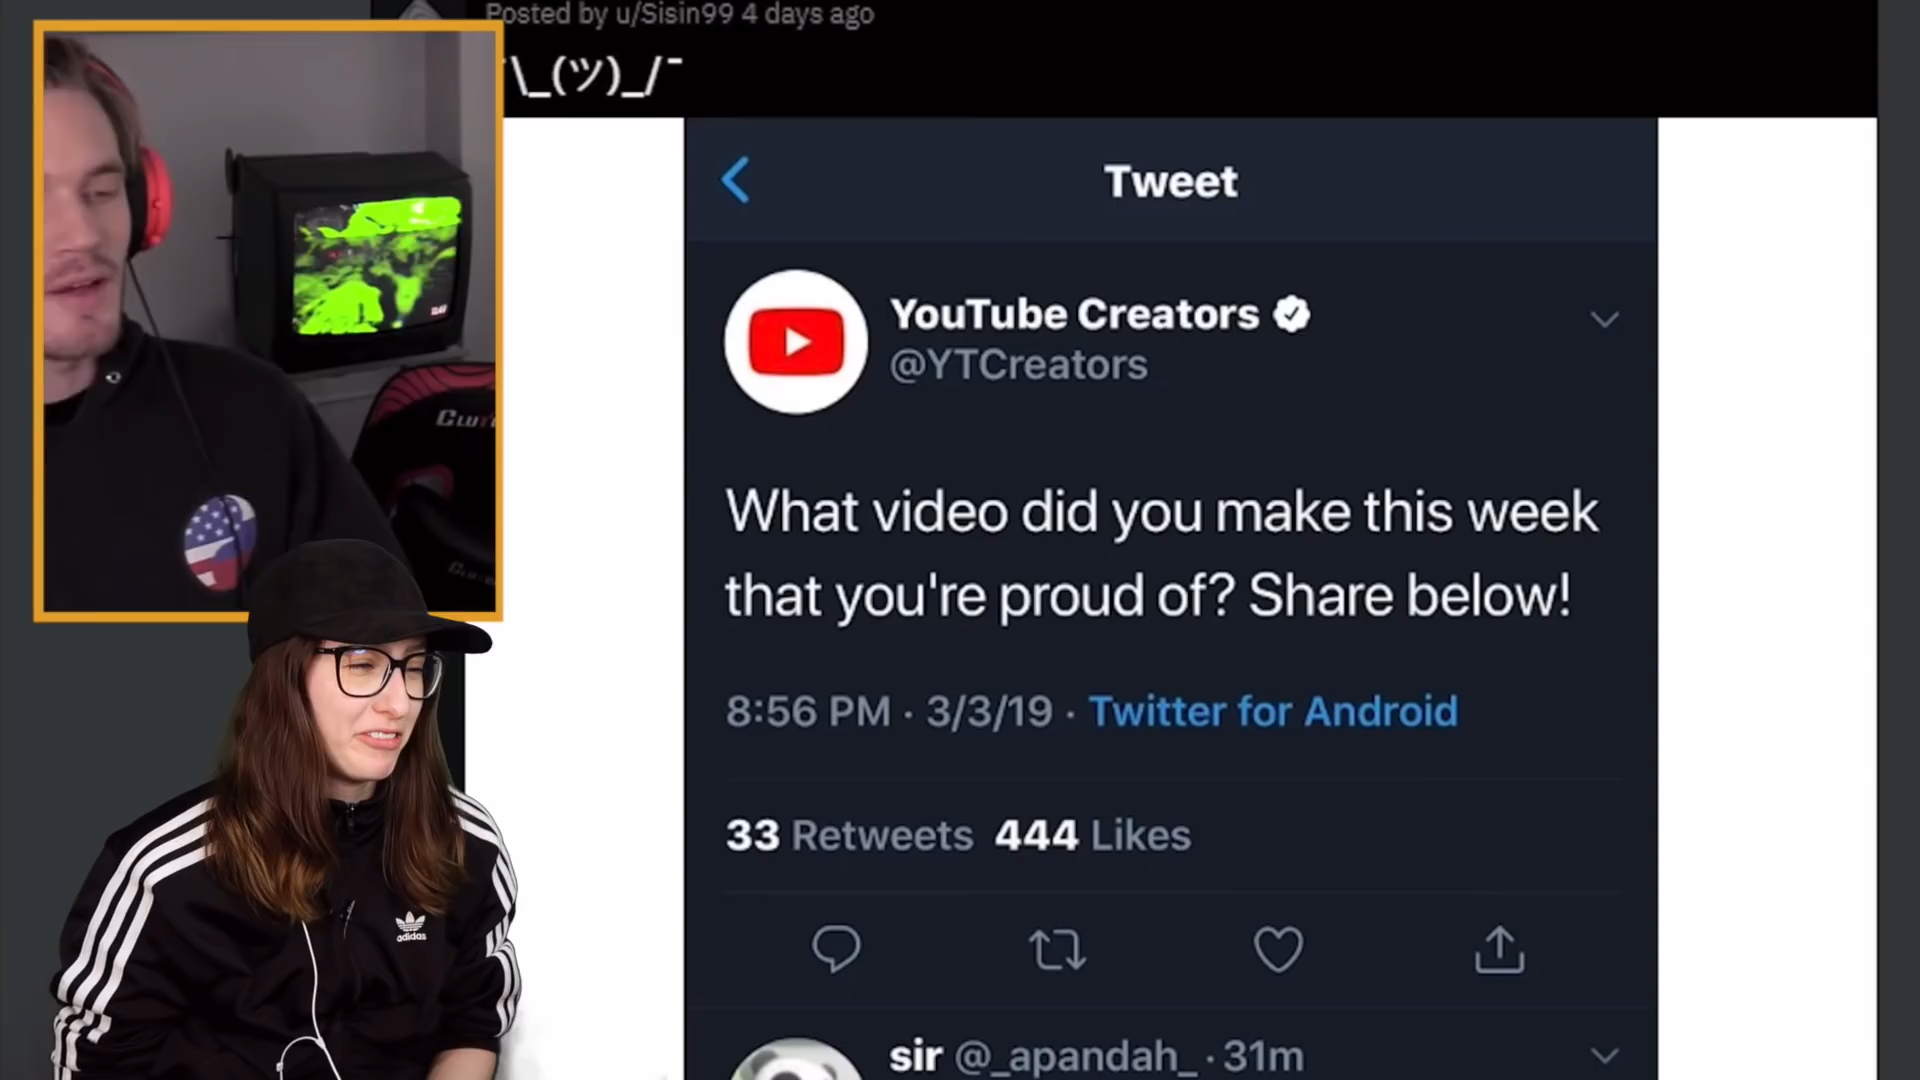 Posted by u/Sisin99 4 days ago
¯\_(ツ)_/¯
Tweet
YouTube Creators
@YTCreators
What video did you make this week
that you're proud of? Share below!
8:56 PM · 3/3/19 · Twitter for Android
33 Retweets 444 Likes
sir @_apandah_ · 31m
adidas